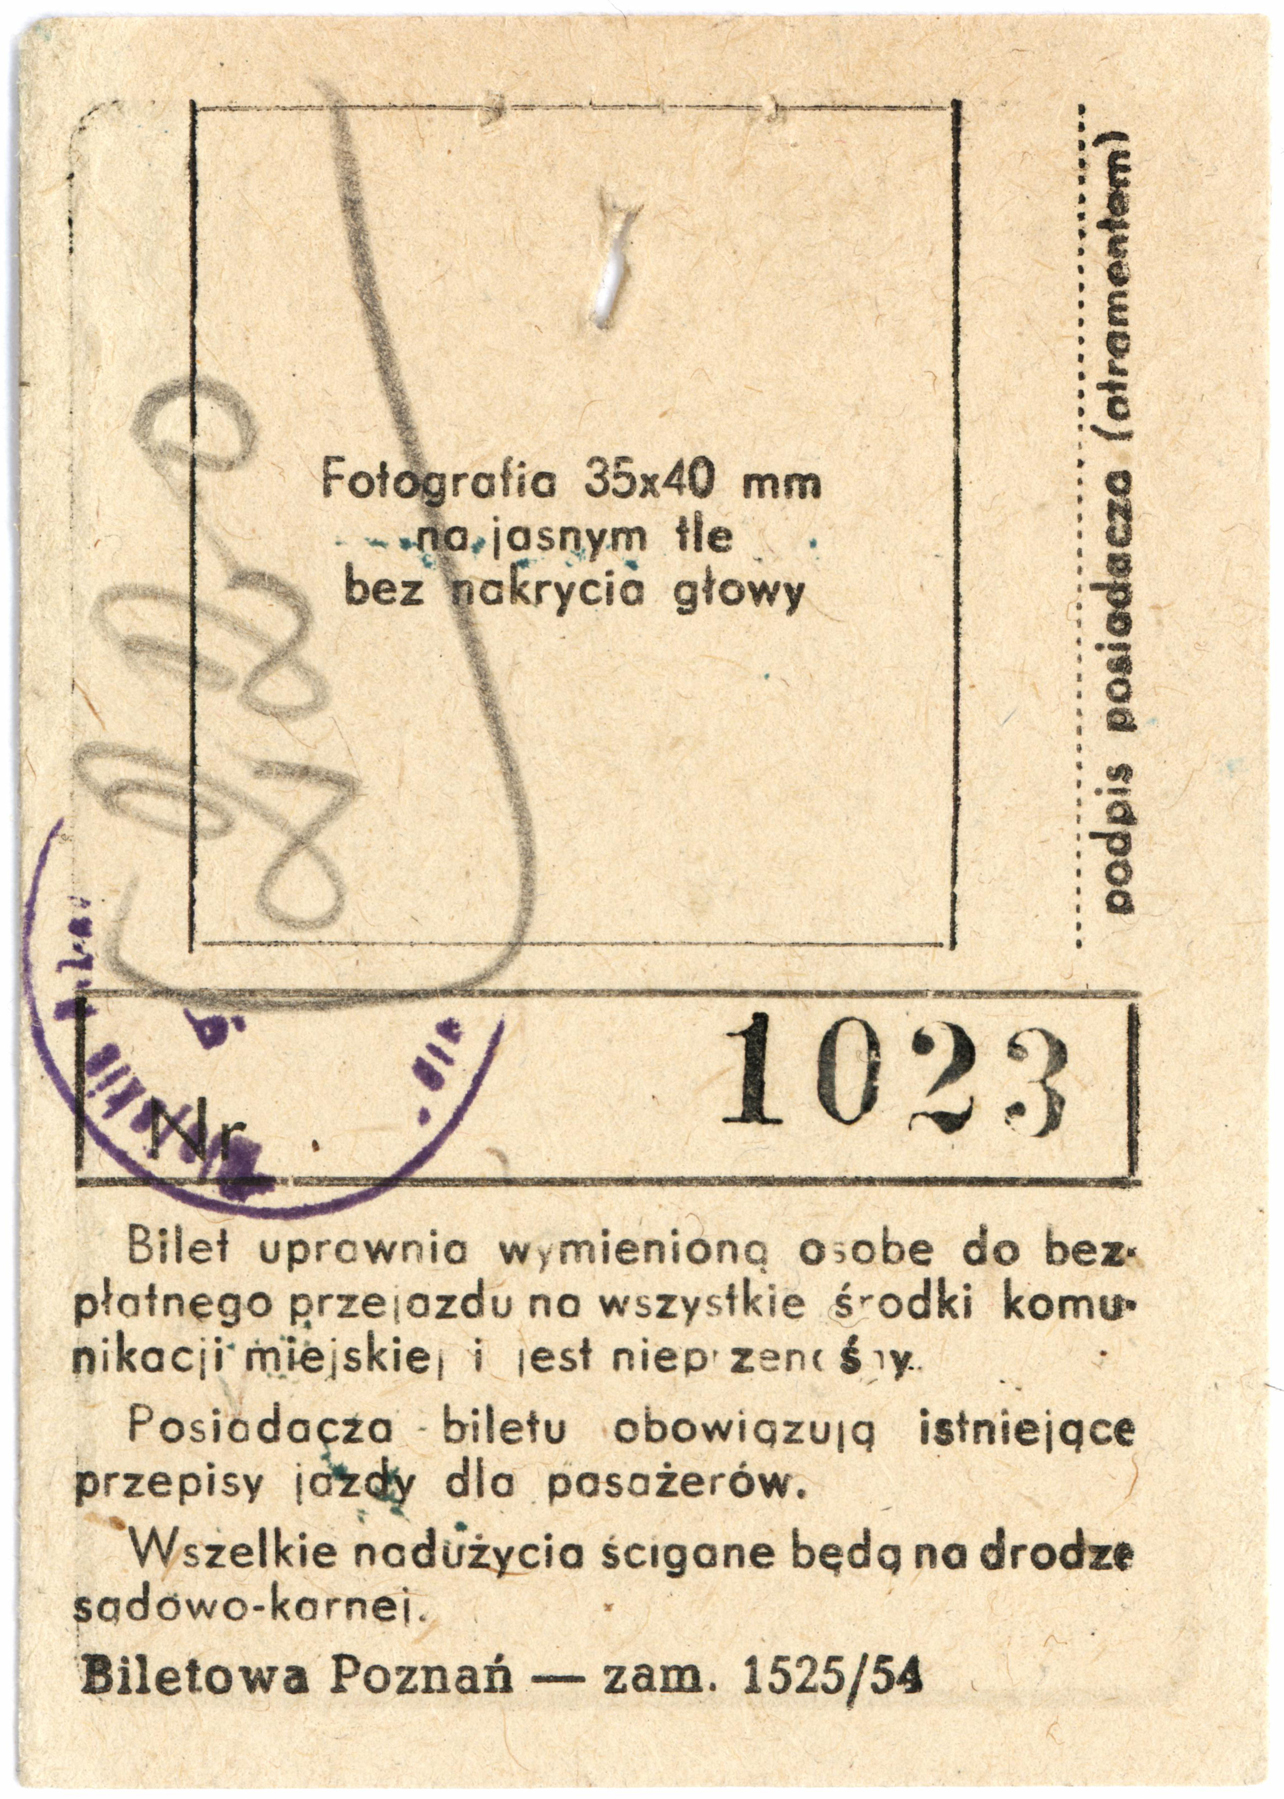 Fotografia 35x40 mm
na jasnym tle
bez nakrycia głowy
podpis posiadacza (atramentem)
Nr 1023
Bilet uprawnia wymienioną osobę do bez-
płatnego przejazdu na wszystkie środki komu-
nikacji miejskiej i jest nieprzenośny.
Posiadacza biletu obowiązują istniejące
przepisy jazdy dla pasażerów.
Wszelkie nadużycia ścigane będą na drodze
sądowo-karnej.
Biletowa Poznań — zam. 1525/54